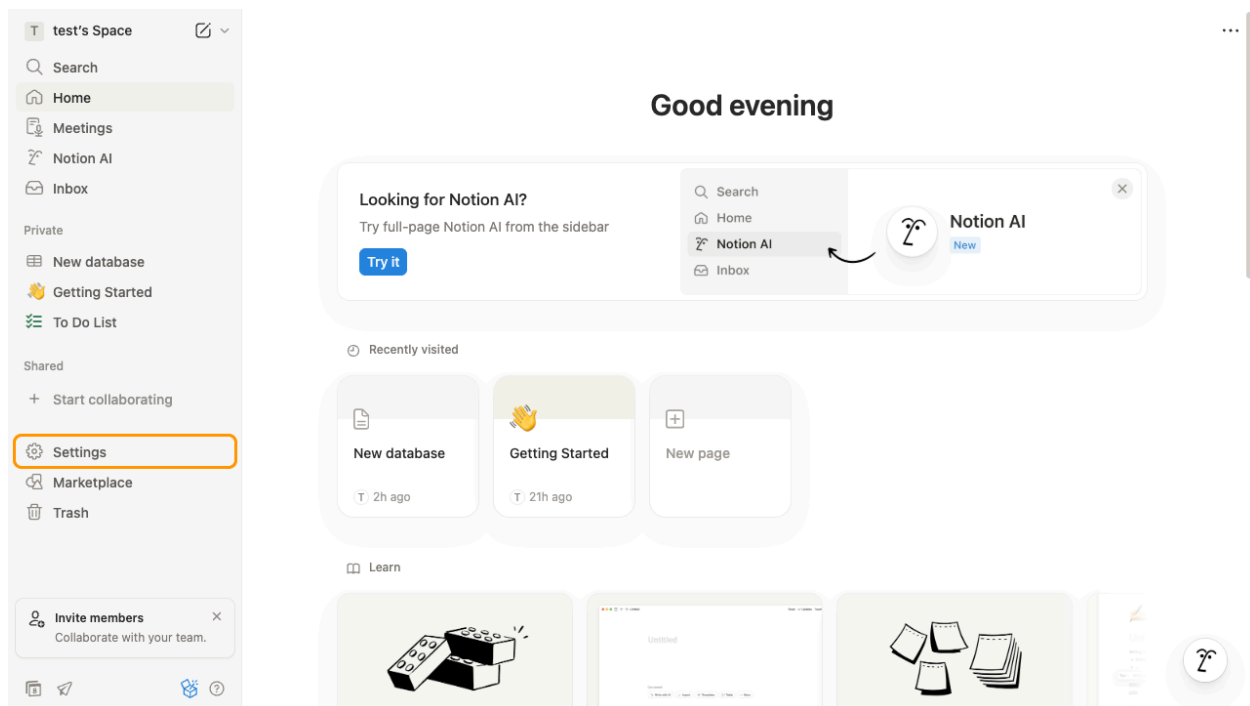 T test's Space
Search
Home
Meetings
Notion AI
Inbox
Private
New database
Getting Started
To Do List
Shared
+ Start collaborating
Settings
Marketplace
Trash
Invite members
Collaborate with your team.
Good evening
Looking for Notion AI?
Try full-page Notion AI from the sidebar
Try it
Search
Home
Notion AI
Inbox
Notion AI
New
Recently visited
New database
T 2h ago
Getting Started
T 21h ago
New page
Learn
Untitled